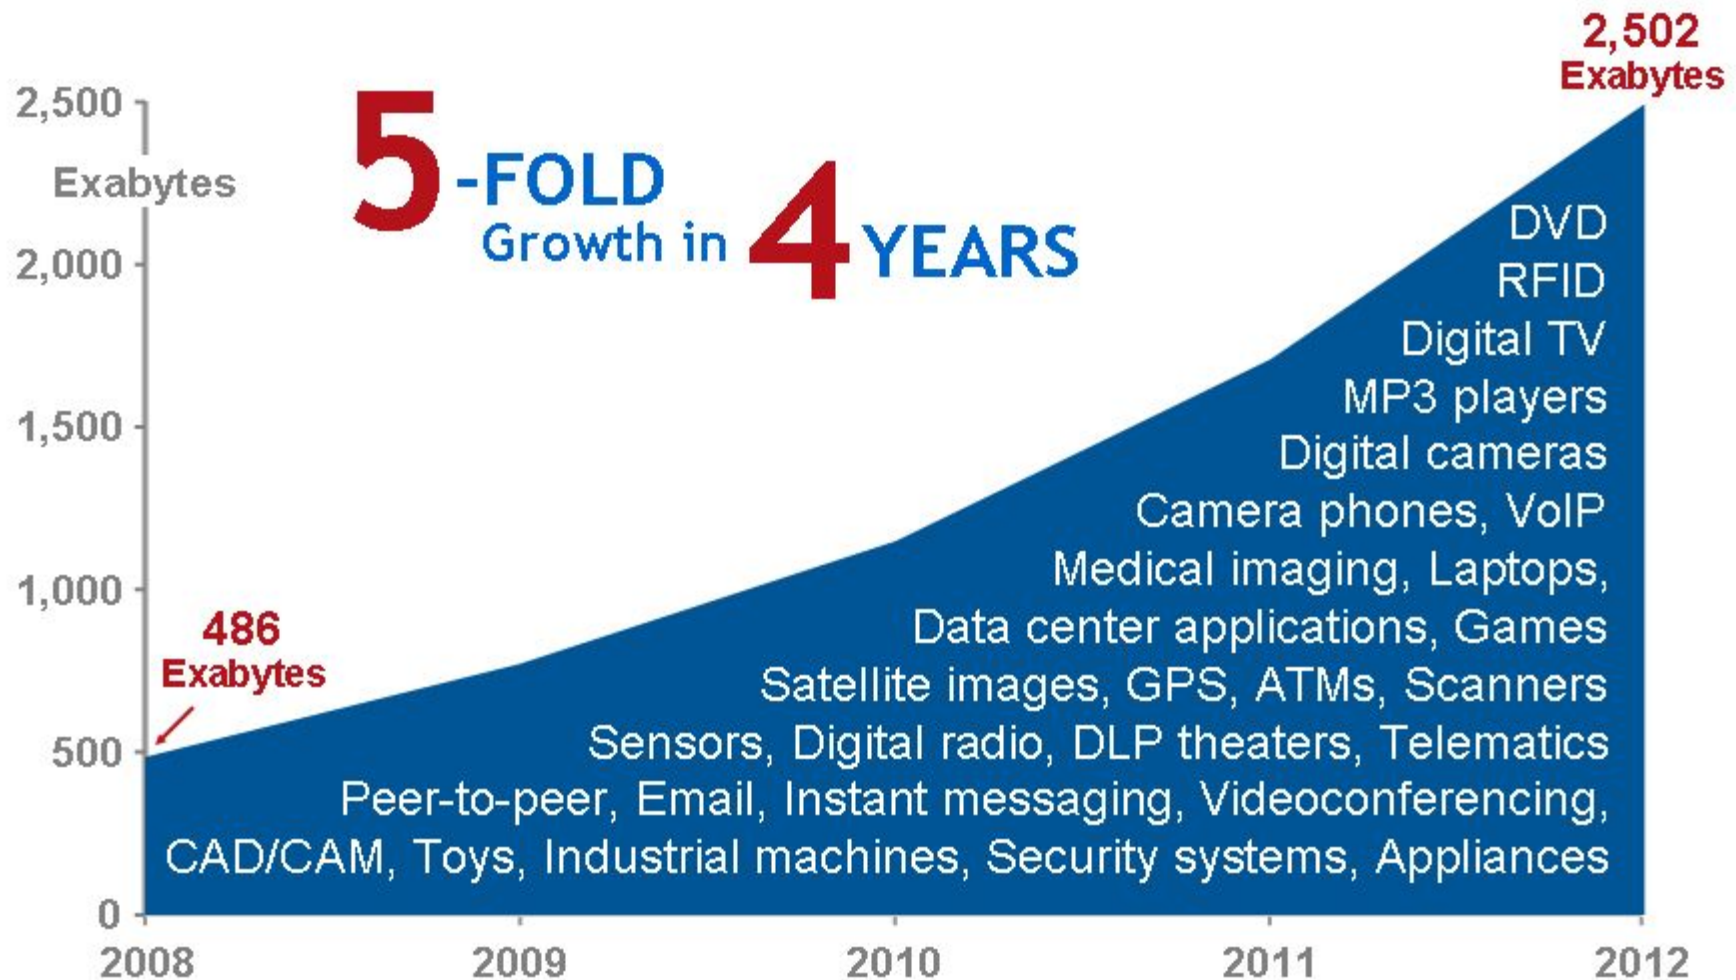 2,502
Exabytes
2,500
Exabytes
2,000
1,500
1,000
500
0
5-FOLD
Growth in 4 YEARS
486
Exabytes
DVD
RFID
Digital TV
MP3 players
Digital cameras
Camera phones, VoIP
Medical imaging, Laptops,
Data center applications, Games
Satellite images, GPS, ATMs, Scanners
Sensors, Digital radio, DLP theaters, Telematics
Peer-to-peer, Email, Instant messaging, Videoconferencing,
CAD/CAM, Toys, Industrial machines, Security systems, Appliances
2008 2009 2010 2011 2012